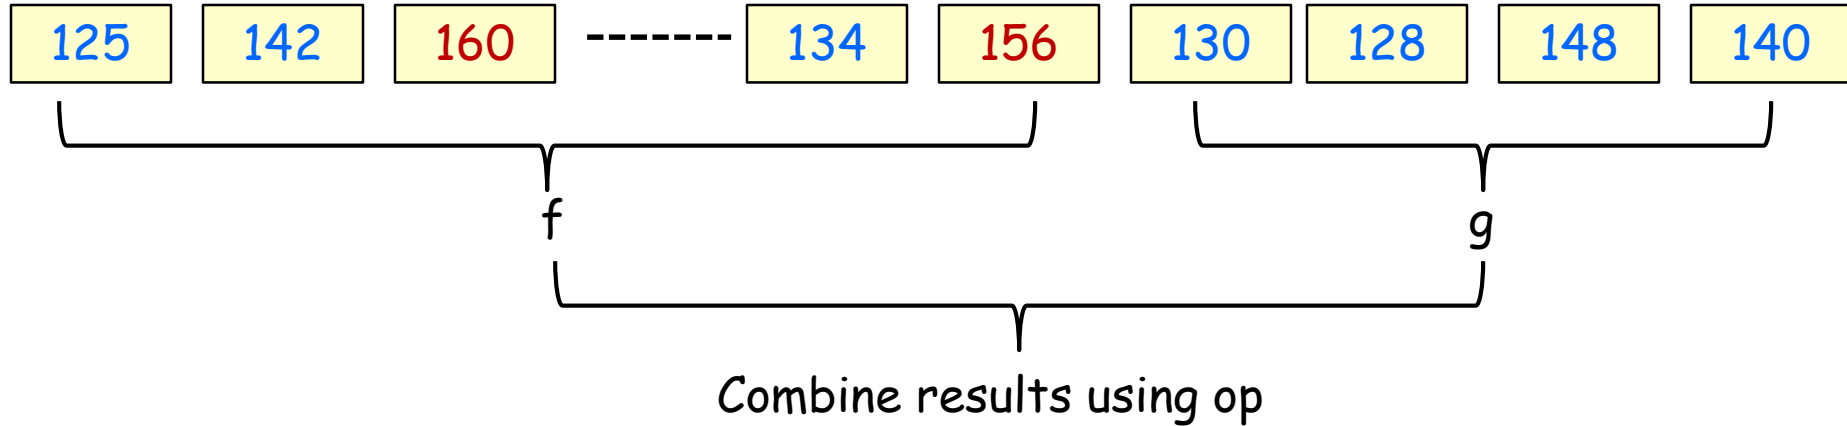 125 142 160 ------- 134 156 130 128 148 140
f g
Combine results using op